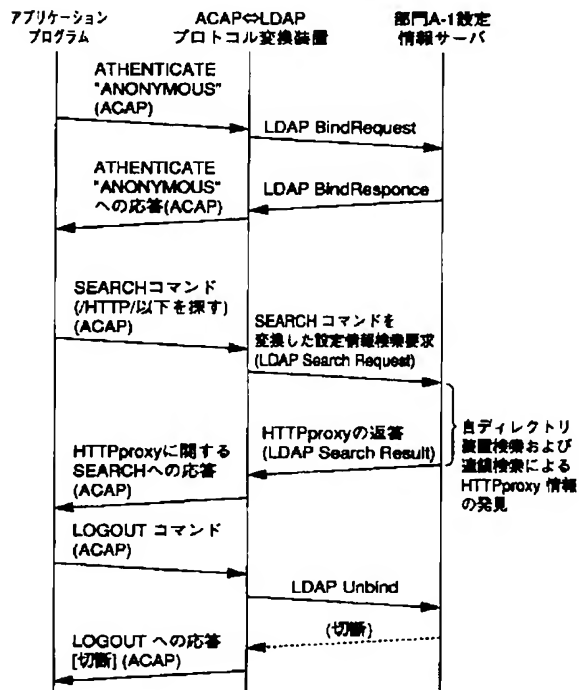 アプリケーション
プログラム
ACAP⇔LDAP
プロトコル変換装置
部門A-1設定
情報サーバ
ATHENTICATE
"ANONYMOUS"
(ACAP)
LDAP BindRequest
ATHENTICATE
"ANONYMOUS"
への応答(ACAP)
LDAP BindResponce
SEARCHコマンド
(/HTTP/以下を探す)
(ACAP)
SEARCH コマンドを
変換した設定情報検索要求
(LDAP Search Request)
HTTPproxyの返答
(LDAP Search Result)
自ディレクトリ
装置検索および
連鎖検索による
HTTPproxy 情報
の発見
HTTPproxyに関する
SEARCHへの応答
(ACAP)
LOGOUT コマンド
(ACAP)
LDAP Unbind
(切断)
LOGOUT への応答
[切断] (ACAP)